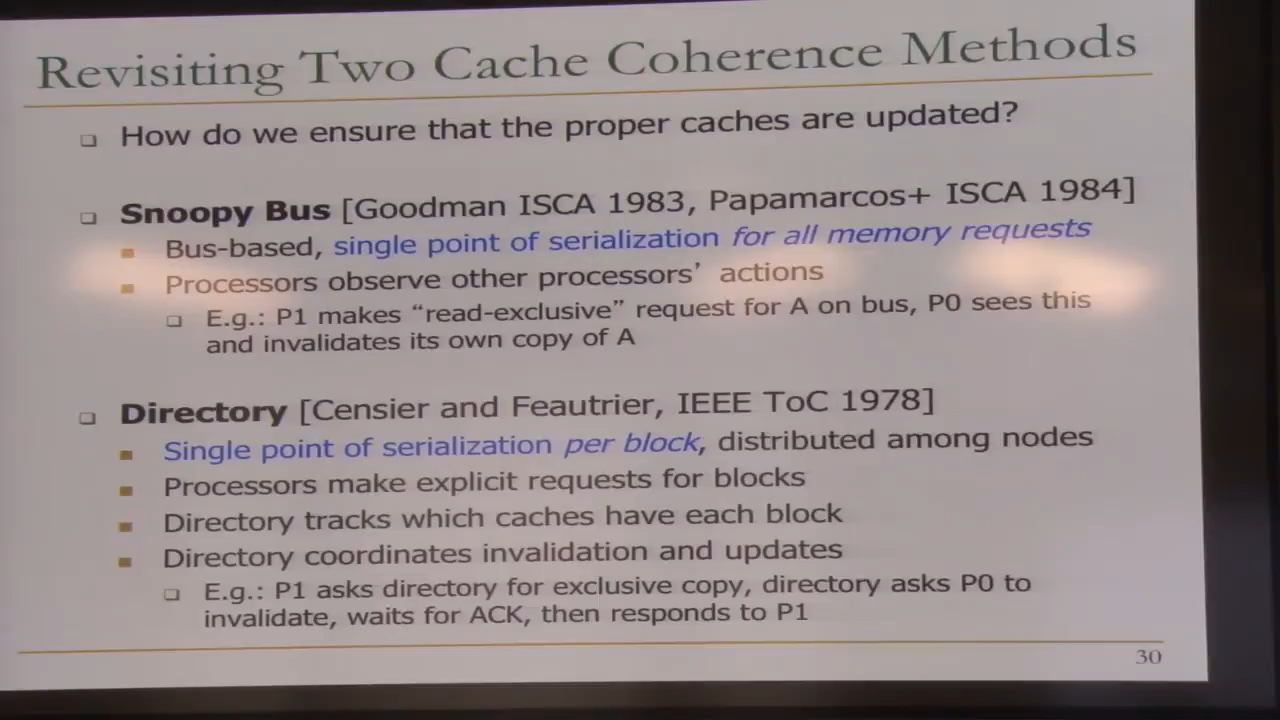 Revisiting Two Cache Coherence Methods
How do we ensure that the proper caches are updated?
Snoopy Bus [Goodman ISCA 1983, Papamarcos+ ISCA 1984]
Bus-based, single point of serialization for all memory requests
Processors observe other processors’ actions
E.g.: P1 makes “read-exclusive” request for A on bus, P0 sees this
and invalidates its own copy of A
Directory [Censier and Feautrier, IEEE ToC 1978]
Single point of serialization per block, distributed among nodes
Processors make explicit requests for blocks
Directory tracks which caches have each block
Directory coordinates invalidation and updates
E.g.: P1 asks directory for exclusive copy, directory asks P0 to
invalidate, waits for ACK, then responds to P1
30